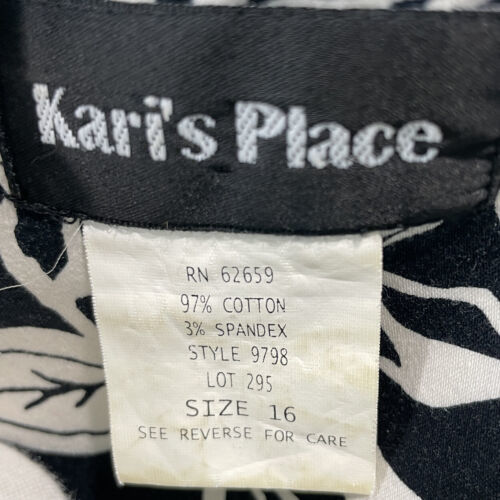 Kari's Place
RN 62659
97% COTTON
3% SPANDEX
STYLE 9798
LOT 295
SIZE 16
SEE REVERSE FOR CARE